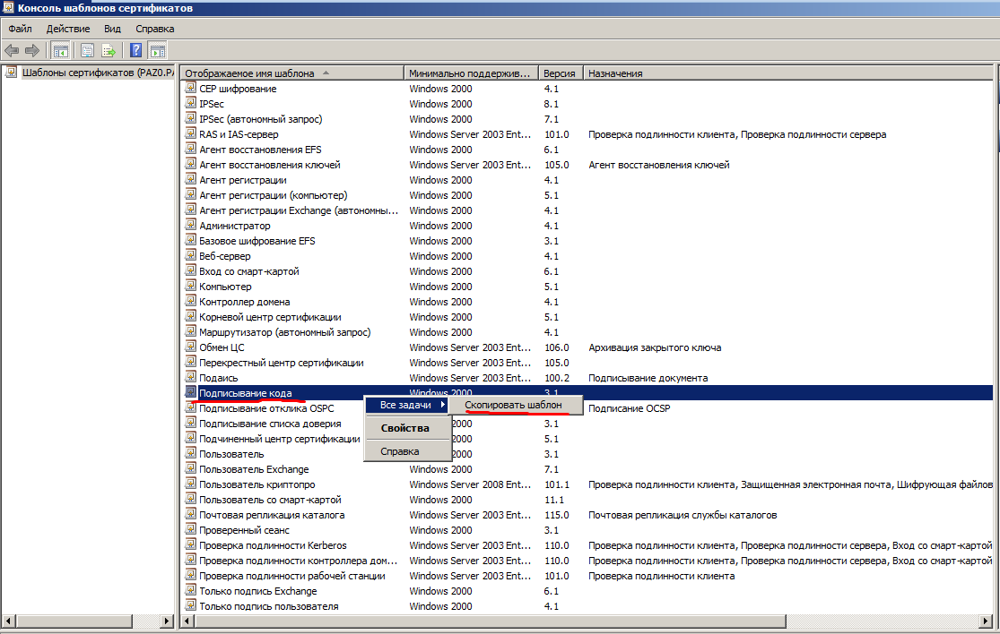 Консоль шаблонов сертификатов
Файл Действие Вид Справка
Шаблоны сертификатов (PAZ0.PA
Отображаемое имя шаблона Минимально поддержив... Версия Назначения
CEP шифрование Windows 2000 4.1
IPSec Windows 2000 8.1
IPSec (автономный запрос) Windows 2000 7.1
RAS и IAS-сервер Windows Server 2003 Ent... 101.0 Проверка подлинности клиента, Проверка подлинности сервера
Агент восстановления EFS Windows 2000 6.1
Агент восстановления ключей Windows Server 2003 Ent... 105.0 Агент восстановления ключей
Агент регистрации Windows 2000 4.1
Агент регистрации (компьютер) Windows 2000 5.1
Агент регистрации Exchange (автономны... Windows 2000 4.1
Администратор Windows 2000 4.1
Базовое шифрование EFS Windows 2000 3.1
Веб-сервер Windows 2000 4.1
Вход со смарт-картой Windows 2000 6.1
Компьютер Windows 2000 5.1
Контроллер домена Windows 2000 4.1
Корневой центр сертификации Windows 2000 5.1
Маршрутизатор (автономный запрос) Windows 2000 4.1
Обмен ЦС Windows Server 2003 Ent... 106.0 Архивация закрытого ключа
Перекрестный центр сертификации Windows Server 2003 Ent... 105.0
Подаись Windows Server 2003 Ent... 100.2 Подписывание документа
Подписывание кода Windows 2000 3.1
Все задачи Скопировать шаблон
Подписывание отклика OSPC Подписание OCSP
Подписывание списка доверия 2000 3.1
Свойства
Подчиненный центр сертификации 2000 5.1
Справка
Пользователь 2000 3.1
Пользователь Exchange Windows 2000 7.1
Пользователь криптопро Windows Server 2008 Ent... 101.1 Проверка подлинности клиента, Защищенная электронная почта, Шифрующая файлов
Пользователь со смарт-картой Windows 2000 11.1
Почтовая репликация каталога Windows Server 2003 Ent... 115.0 Почтовая репликация службы каталогов
Проверенный сеанс Windows 2000 3.1
Проверка подлинности Kerberos Windows Server 2003 Ent... 110.0 Проверка подлинности клиента, Проверка подлинности сервера, Вход со смарт-картой
Проверка подлинности контроллера дом... Windows Server 2003 Ent... 110.0 Проверка подлинности клиента, Проверка подлинности сервера, Вход со смарт-картой
Проверка подлинности рабочей станции Windows Server 2003 Ent... 101.0 Проверка подлинности клиента
Только подпись Exchange Windows 2000 6.1
Только подпись пользователя Windows 2000 4.1